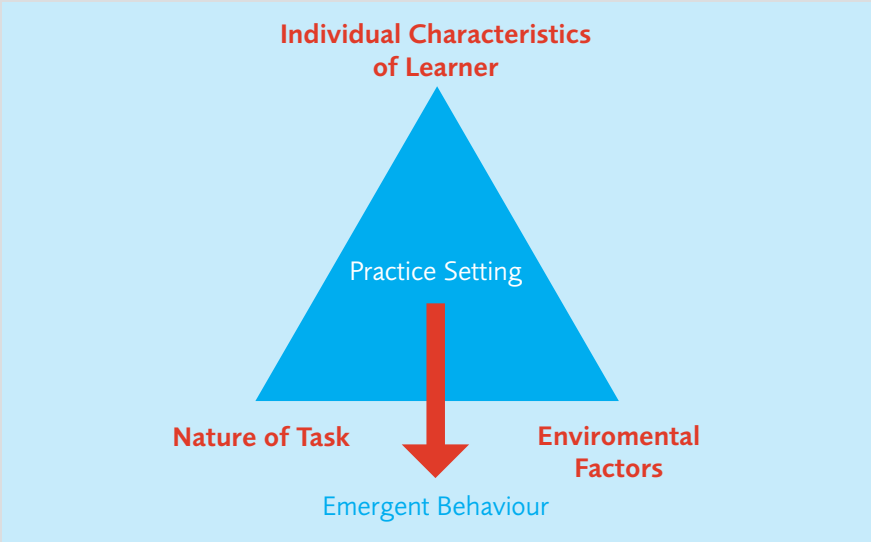 Individual Characteristics
of Learner
Practice Setting
Nature of Task
Enviromental
Factors
Emergent Behaviour